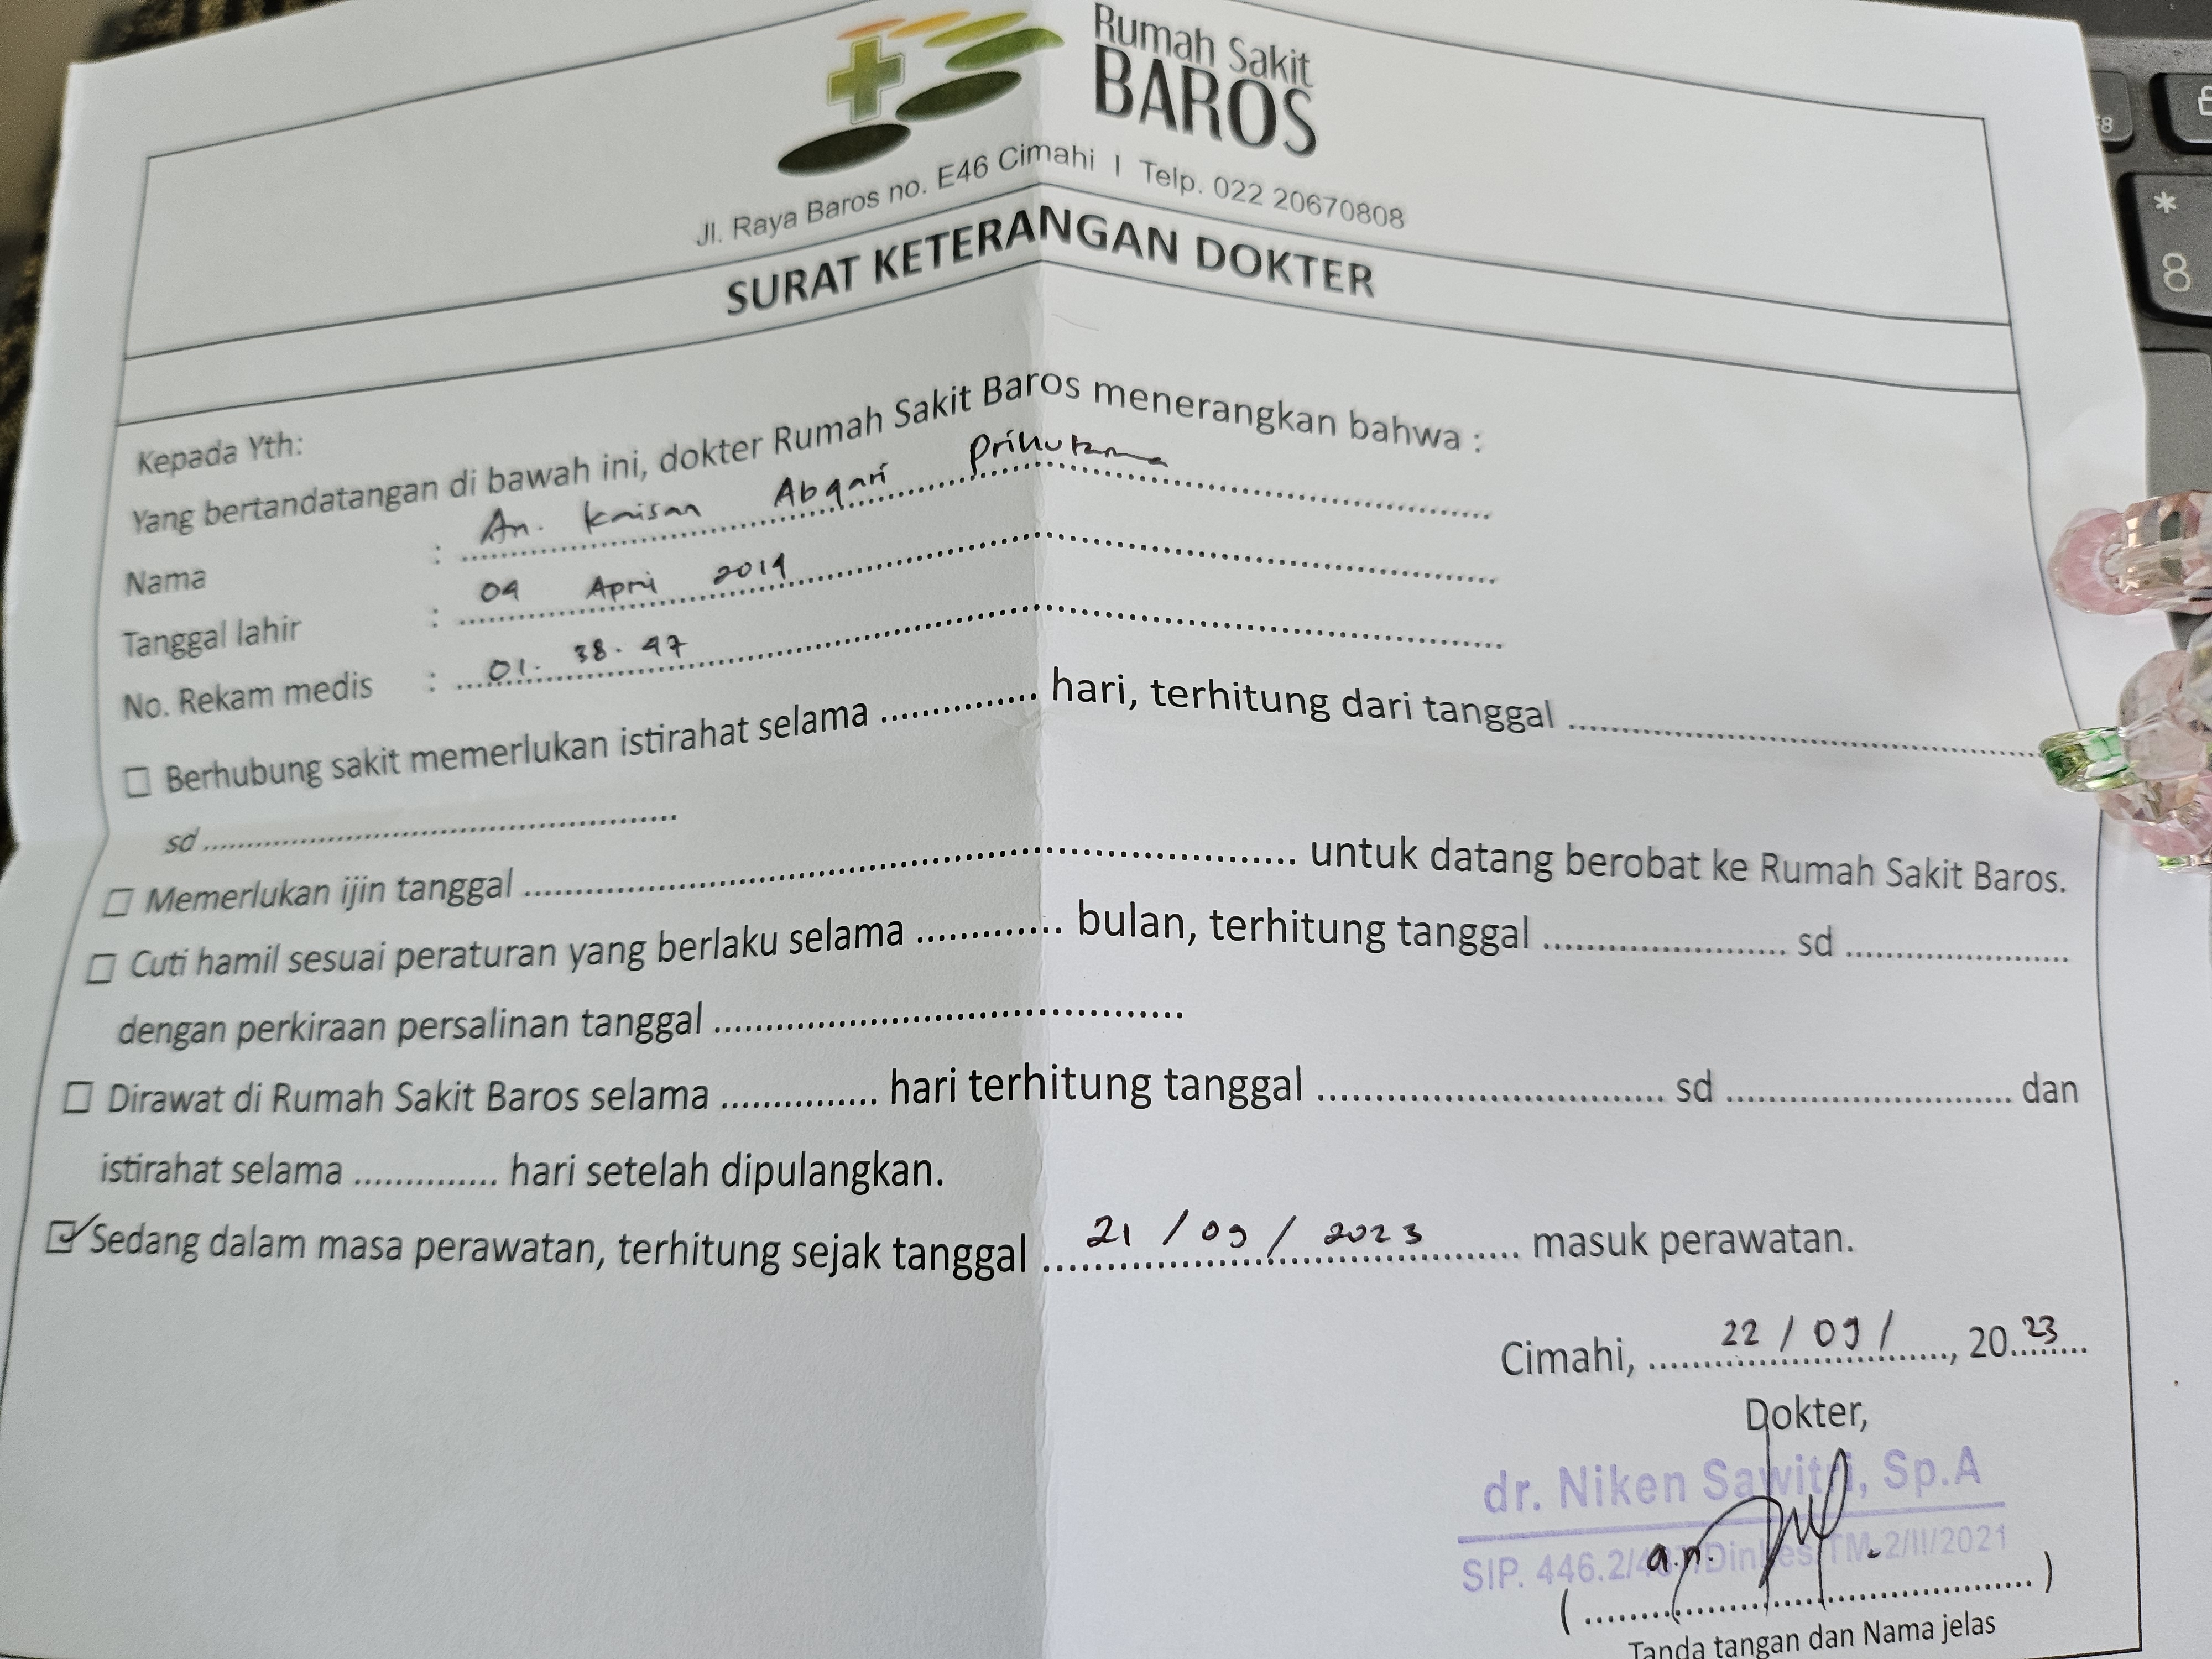 Rumah Sakit
BAROS
Jl. Raya Baros no. E46 Cimahi | Telp. 022 20670808
SURAT KETERANGAN DOKTER
Kepada Yth:
Yang bertandatangan di bawah ini, dokter Rumah Sakit Baros menerangkan bahwa :
Nama : An. Abqari
Tanggal lahir : 04 April 2019
No. Rekam medis : 01. 38. 97
☐ Berhubung sakit memerlukan istirahat selama ............... hari, terhitung dari tanggal ...............
sd ...............
☐ Memerlukan ijin tanggal ............... untuk datang berobat ke Rumah Sakit Baros.
☐ Cuti hamil sesuai peraturan yang berlaku selama ............... bulan, terhitung tanggal ............... sd ...............
dengan perkiraan persalinan tanggal ...............
☐ Dirawat di Rumah Sakit Baros selama ............... hari terhitung tanggal ............... sd ............... dan
istirahat selama ............... hari setelah dipulangkan.
☑ Sedang dalam masa perawatan, terhitung sejak tanggal 21 / 09 / 2023 masuk perawatan.
Cimahi, 22 / 09 / , 20 23
Dokter,
dr. Niken Sawitri, Sp.A
SIP. 446.2/ Dinkes TM-2/II/2021
a.n.
(...............)
Tanda tangan dan Nama jelas
8
*
F8